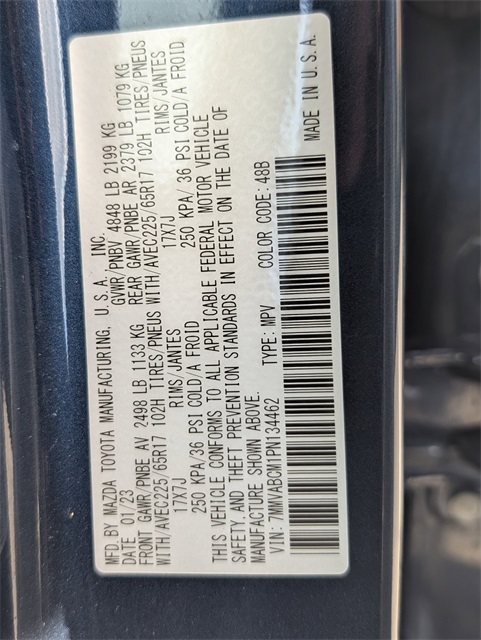 MFD.BY MAZDA TOYOTA MANUFACTURING, U.S.A. INC.
DATE 01/23 GVWR/PNBV 4848 LB 2199 KG
FRONT GAWR/PNBE AV 2498 LB 1133 KG REAR GAWR/PNBE AR 2379 LB 1079 KG
WITH/AVEC225/65R17 102H TIRES/PNEUS WITH/AVEC225/65R17 102H TIRES/PNEUS
17X7J RIMS/JANTES 17X7J RIMS/JANTES
250 KPA/36 PSI COLD/A FROID 250 KPA/ 36 PSI COLD/A FROID
THIS VEHICLE CONFORMS TO ALL APPLICABLE FEDERAL MOTOR VEHICLE
SAFETY,AND THEFT PREVENTION STANDARDS IN EFFECT ON THE DATE OF
MANUFACTURE SHOWN ABOVE.
VIN: 7MMVABCM1PN134462 TYPE: MPV COLOR CODE: 48B
MADE IN U.S.A.